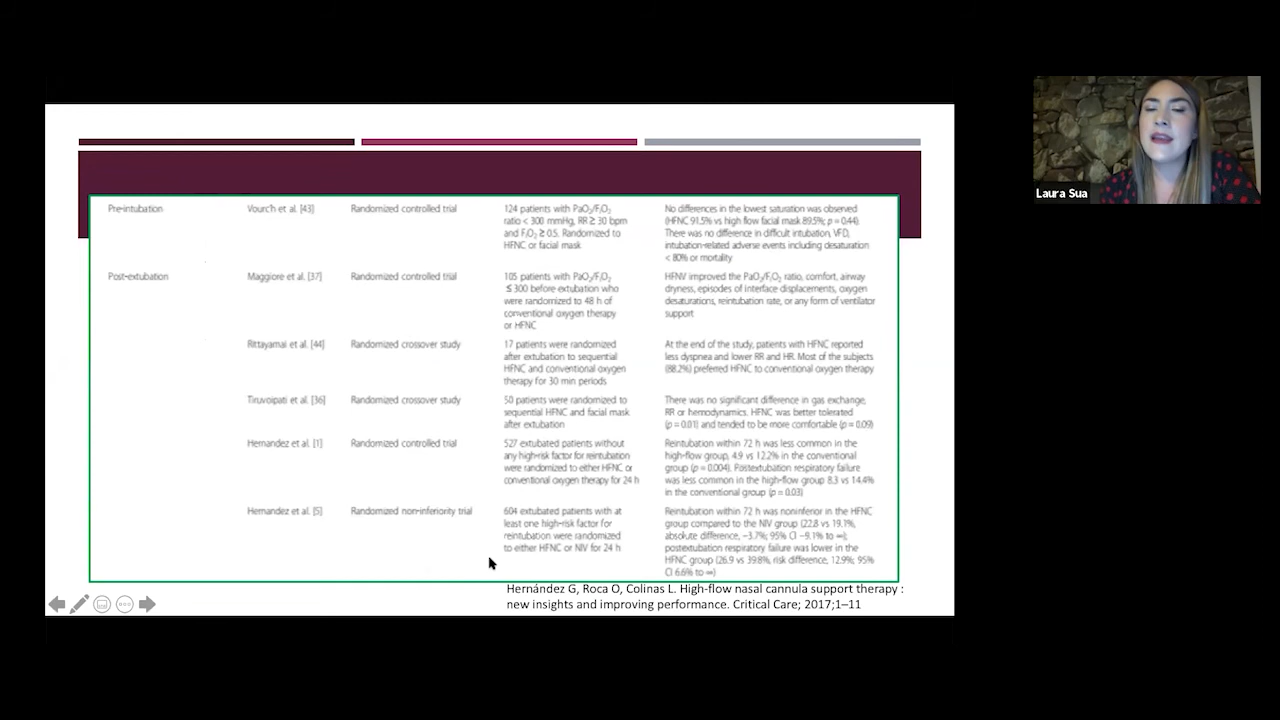 Pre-intubation
Vourc'h et al. [43]
Randomized controlled trial
124 patients with PaO2/FiO2
ratio < 300 mmHg, RR ≥ 30 bpm
and FiO2 ≥ 0.5. Randomized to
HFNC or facial mask
No differences in the lowest saturation was observed
(HFNC 91.5% vs high flow facial mask 89.5%; p = 0.44).
There was no difference in difficult intubation, VFD,
intubation-related adverse events including desaturation
< 80% or mortality
Post-extubation
Maggiore et al. [37]
Randomized controlled trial
105 patients with PaO2/FiO2
≤ 300 before extubation who
were randomized to 48 h of
conventional oxygen therapy
or HFNC
HFNV improved the PaO2/FiO2 ratio, comfort, airway
dryness, episodes of interface displacements, oxygen
desaturations, reintubation rate, or any form of ventilator
support
Rittayamai et al. [44]
Randomized crossover study
17 patients were randomized
after extubation to sequential
HFNC and conventional oxygen
therapy for 30 min periods
At the end of the study, patients with HFNC reported
less dyspnea and lower RR and HR. Most of the subjects
(88.2%) preferred HFNC to conventional oxygen therapy
Tiruvoipati et al. [36]
Randomized crossover study
50 patients were randomized to
sequential HFNC and facial mask
after extubation
There was no significant difference in gas exchange,
RR or hemodynamics. HFNC was better tolerated
(p = 0.01) and tended to be more comfortable (p = 0.09)
Hernandez et al. [1]
Randomized controlled trial
527 extubated patients without
any high-risk factor for reintubation
were randomized to either HFNC or
conventional oxygen therapy for 24 h
Reintubation within 72 h was less common in the
high-flow group, 4.9 vs 12.2% in the conventional
group (p = 0.004). Postextubation respiratory failure
was less common in the high-flow group 8.3 vs 14.4%
in the conventional group (p = 0.03)
Hernandez et al. [5]
Randomized non-inferiority trial
604 extubated patients with at
least one high-risk factor for
reintubation were randomized
to either HFNC or NIV for 24 h
Reintubation within 72 h was noninferior in the HFNC
group compared to the NIV group (22.8 vs 19.1%,
absolute difference, −3.7%; 95% CI −9.1% to ∞);
postextubation respiratory failure was lower in the
HFNC group (26.9 vs 39.8%, risk difference, 12.9%; 95%
CI 6.6% to ∞)
Hernández G, Roca O, Colinas L. High-flow nasal cannula support therapy :
new insights and improving performance. Critical Care; 2017;1–11
Laura Sua